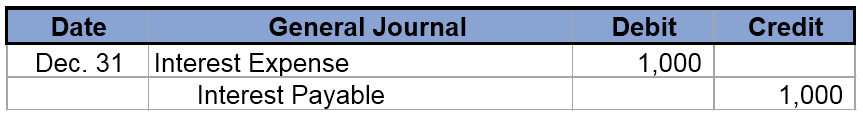 Date General Journal Debit Credit
Dec. 31 Interest Expense 1,000
Interest Payable 1,000